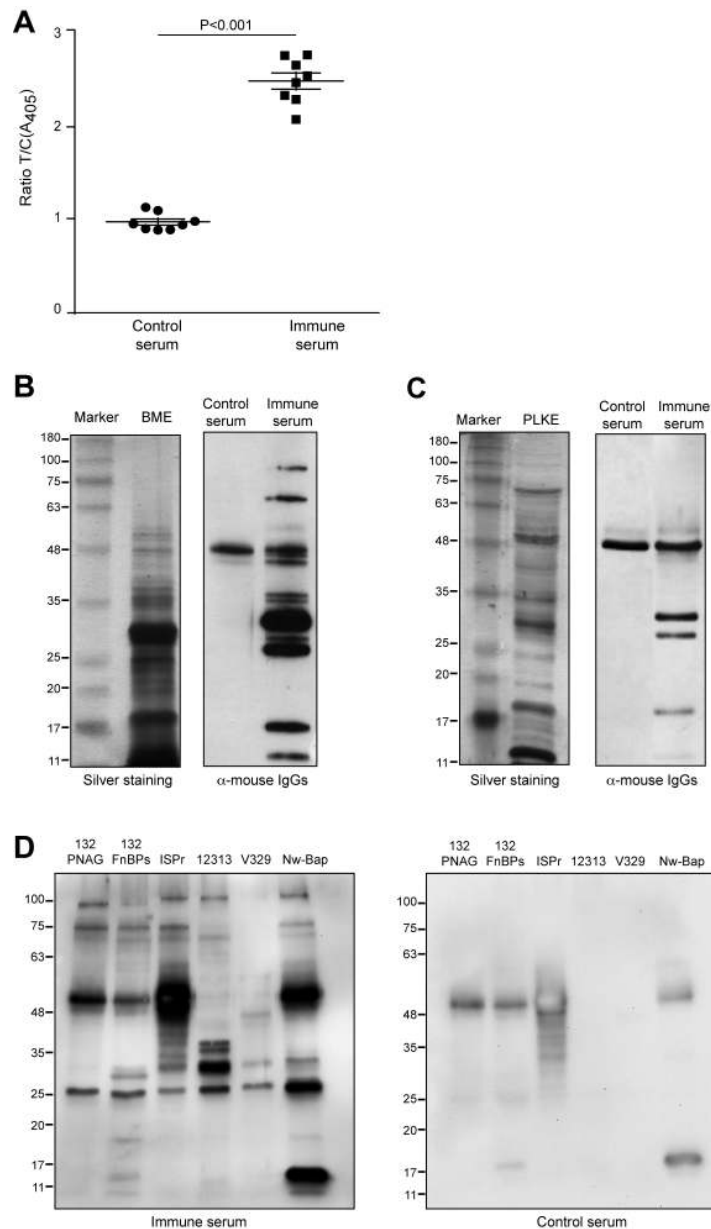 A
P<0.001
3
2
1
0
Ratio T/C(A405)
Control serum
Immune serum
B
Marker BME
Control serum
Immune serum
180
100
75
63
48
35
25
20
17
11
Silver staining
α-mouse IgGs
C
Marker PLKE
Control serum
Immune serum
180
100
75
63
48
35
25
20
17
11
Silver staining
α-mouse IgGs
D
132 PNAG
132 FnBPs
ISPr
12313
V329
Nw-Bap
100
75
63
48
35
25
20
17
11
Immune serum
132 PNAG
132 FnBPs
ISPr
12313
V329
Nw-Bap
100
75
63
48
35
25
20
17
11
Control serum